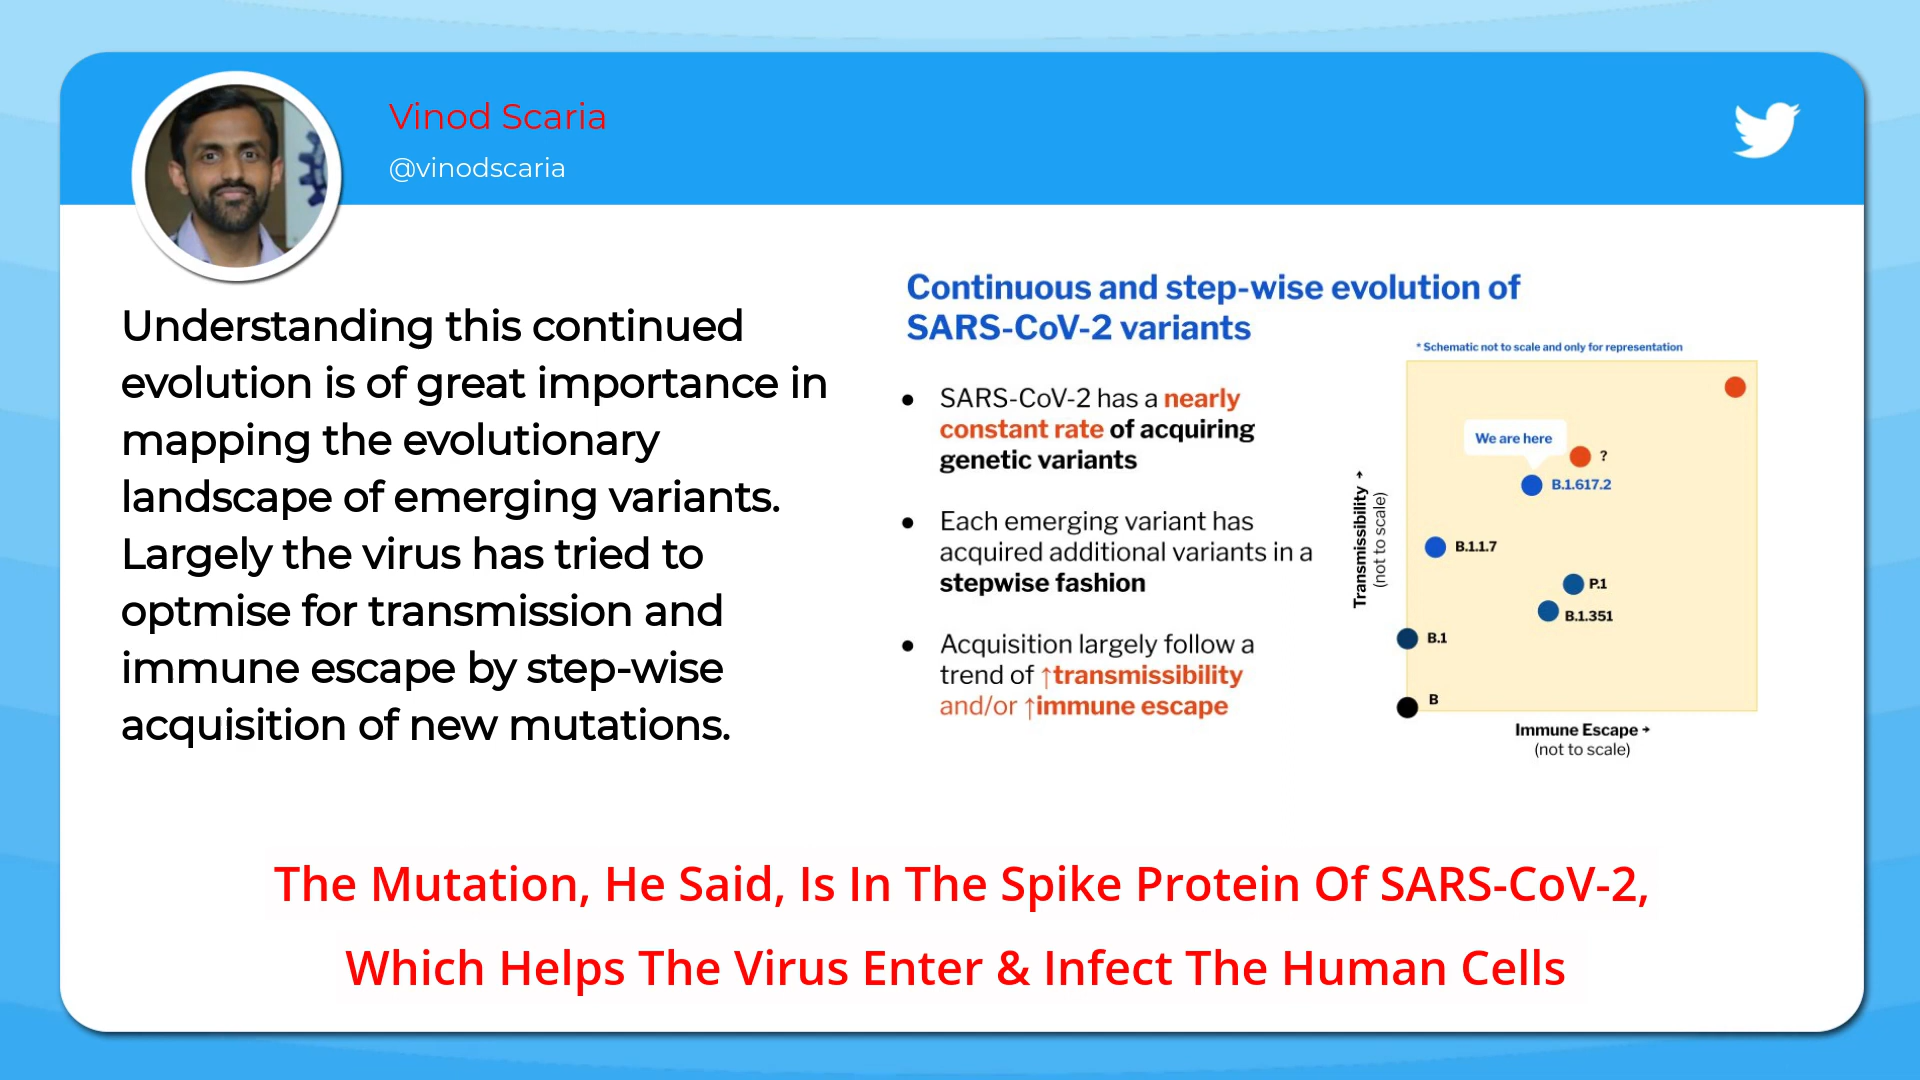 Vinod Scaria
@vinodscaria
Understanding this continued
evolution is of great importance in
mapping the evolutionary
landscape of emerging variants.
Largely the virus has tried to
optmise for transmission and
immune escape by step-wise
acquisition of new mutations.
Continuous and step-wise evolution of
SARS-CoV-2 variants
● SARS-CoV-2 has a nearly
constant rate of acquiring
genetic variants
● Each emerging variant has
acquired additional variants in a
stepwise fashion
● Acquisition largely follow a
trend of ↑transmissibility
and/or ↑immune escape
* Schematic not to scale and only for representation
We are here
?
B.1.617.2
B.1.1.7
P.1
B.1.351
B.1
B
Transmissibility →
(not to scale)
Immune Escape →
(not to scale)
The Mutation, He Said, Is In The Spike Protein Of SARS-CoV-2,
Which Helps The Virus Enter & Infect The Human Cells